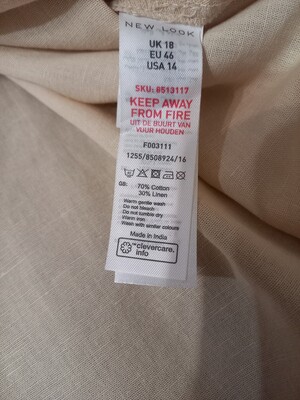 NEW LOOK
UK 18
EU 46
USA 14
SKU: 8513117
KEEP AWAY
FROM FIRE
UIT DE BUURT VAN
VUUR HOUDEN
F003111
1255/8508924/16
GB: 70% Cotton
30% Linen
Warm gentle wash
Do not bleach
Do not tumble dry
Warm iron
Wash with similar colours
Made in India
clevercare.
info